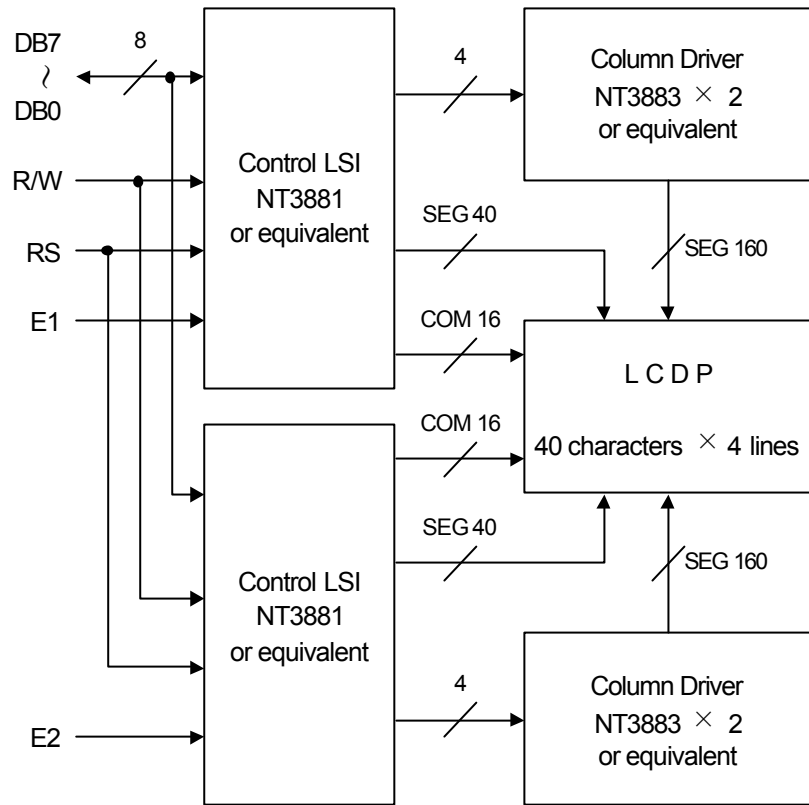 DB7
~
DB0
8
R/W
RS
E1
Control LSI
NT3881
or equivalent
4
Column Driver
NT3883 × 2
or equivalent
SEG 40
SEG 160
COM 16
L C D P
40 characters × 4 lines
COM 16
SEG 40
SEG 160
Control LSI
NT3881
or equivalent
4
Column Driver
NT3883 × 2
or equivalent
E2